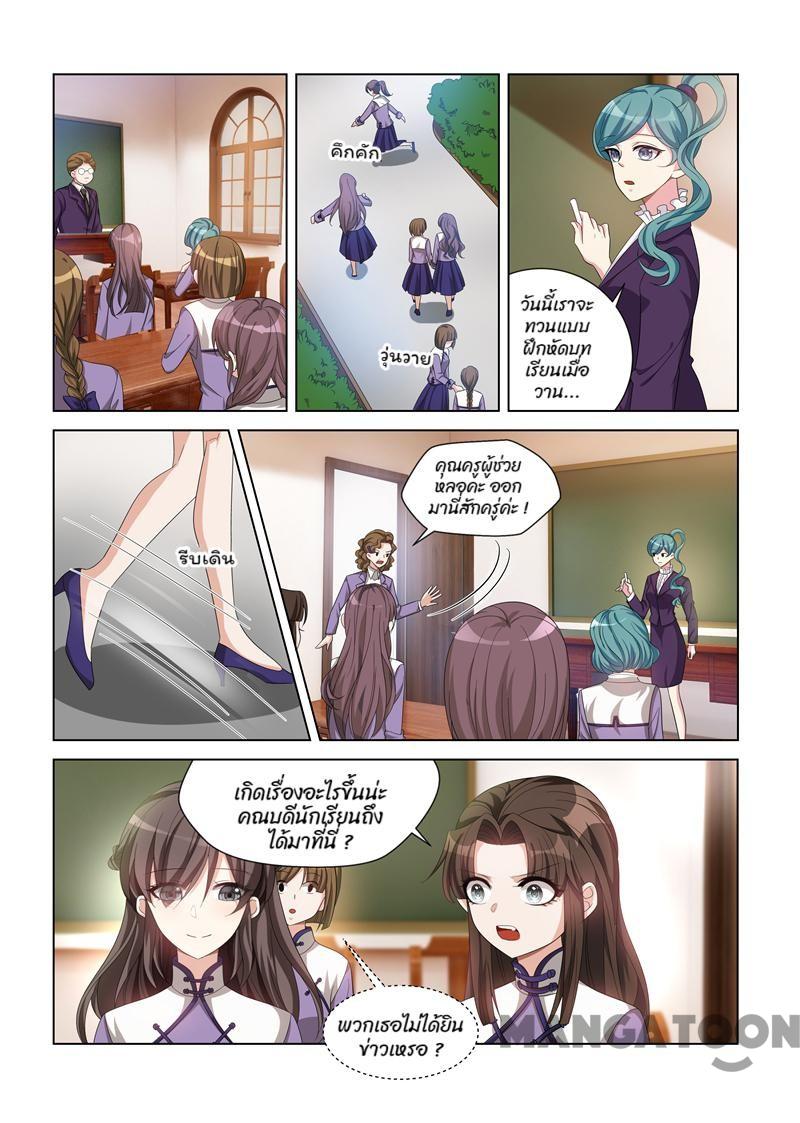 คึกคัก
วุ่นวาย
วันนี้เราจะ
ทวนแบบ
ฝึกหัดบท
เรียนเมื่อ
วาน...
รีบเดิน
คุณครูผู้ช่วย
หลอคะ ออก
มานี่สักครู่ค่ะ !
เกิดเรื่องอะไรขึ้นน่ะ
คณบดีนักเรียนถึง
ได้มาที่นี่ ?
พวกเธอไม่ได้ยิน
ข่าวเหรอ ?
MANGATOON